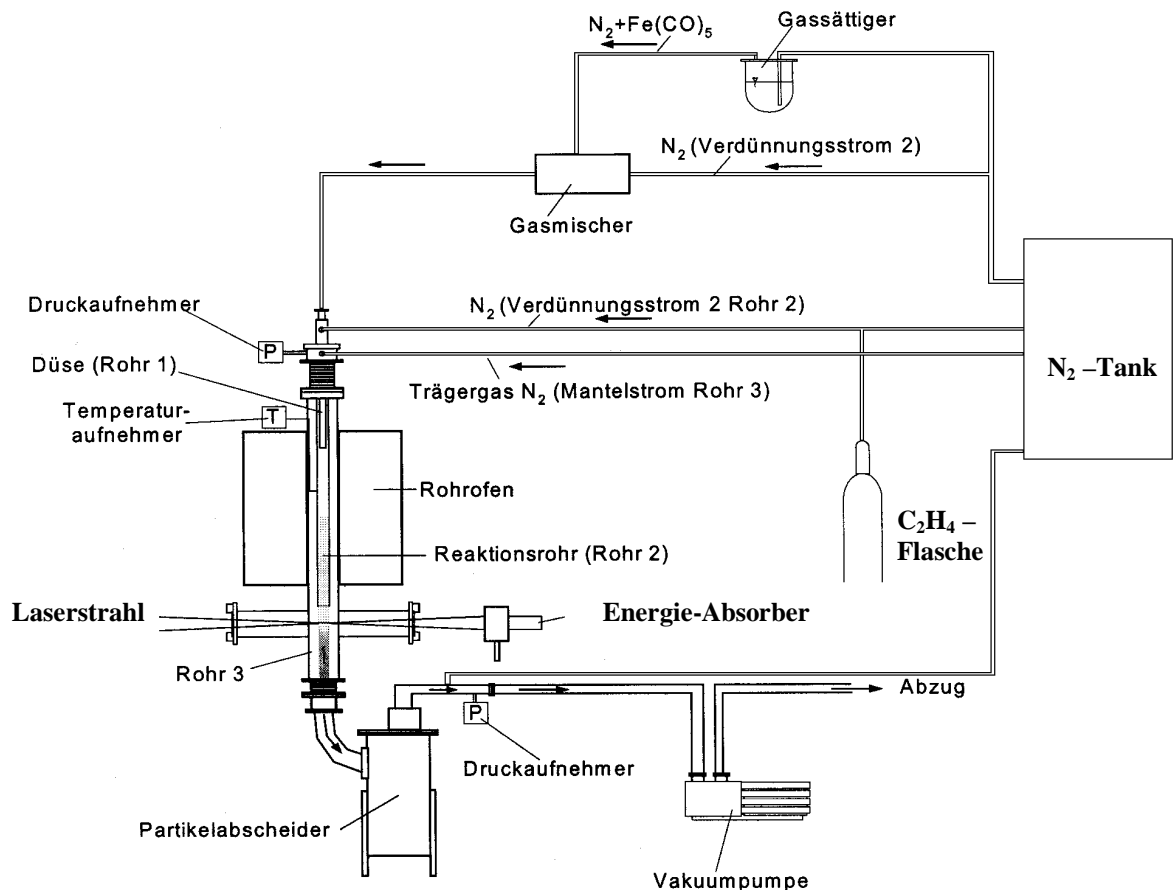 N₂+Fe(CO)₅
Gassättiger
N₂ (Verdünnungsstrom 2)
Gasmischer
Druckaufnehmer
N₂ (Verdünnungsstrom 2 Rohr 2)
P
Düse (Rohr 1)
Trägergas N₂ (Mantelstrom Rohr 3)
N₂ –Tank
Temperatur-
aufnehmer
T
Rohrofen
C₂H₄ –
Flasche
Reaktionsrohr (Rohr 2)
Laserstrahl
Energie-Absorber
Rohr 3
Abzug
P
Druckaufnehmer
Partikelabscheider
Vakuumpumpe